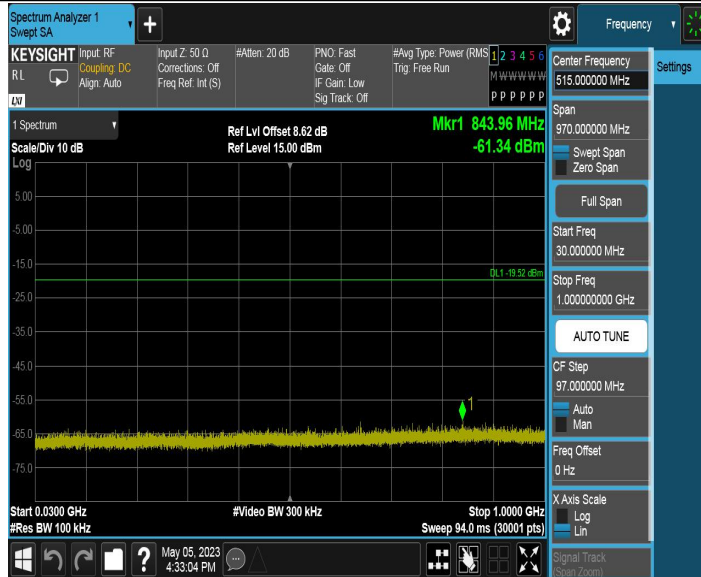 Spectrum Analyzer 1
Swept SA
+
Frequency
KEYSIGHT
RL
LXI
Input: RF
Coupling: DC
Align: Auto
Input Z: 50 Ω
Corrections: Off
Freq Ref: Int (S)
#Atten: 20 dB
PNO: Fast
Gate: Off
IF Gain: Low
Sig Track: Off
#Avg Type: Power (RMS
Trig: Free Run
1 2 3 4 5 6
M W W W W W
P P P P P P
Settings
1 Spectrum
Scale/Div 10 dB
Log
Ref Lvl Offset 8.62 dB
Ref Level 15.00 dBm
Mkr1 843.96 MHz
-61.34 dBm
5.00
-5.00
-15.0
DL1 -19.52 dBm
-25.0
-35.0
-45.0
-55.0
1
-65.0
-75.0
Start 0.0300 GHz
#Res BW 100 kHz
#Video BW 300 kHz
Stop 1.0000 GHz
Sweep 94.0 ms (30001 pts)
?
May 05, 2023
4:33:04 PM
Center Frequency
515.000000 MHz
Span
970.000000 MHz
Swept Span
Zero Span
Full Span
Start Freq
30.000000 MHz
Stop Freq
1.000000000 GHz
AUTO TUNE
CF Step
97.000000 MHz
Auto
Man
Freq Offset
0 Hz
X Axis Scale
Log
Lin
Signal Track
(Span Zoom)